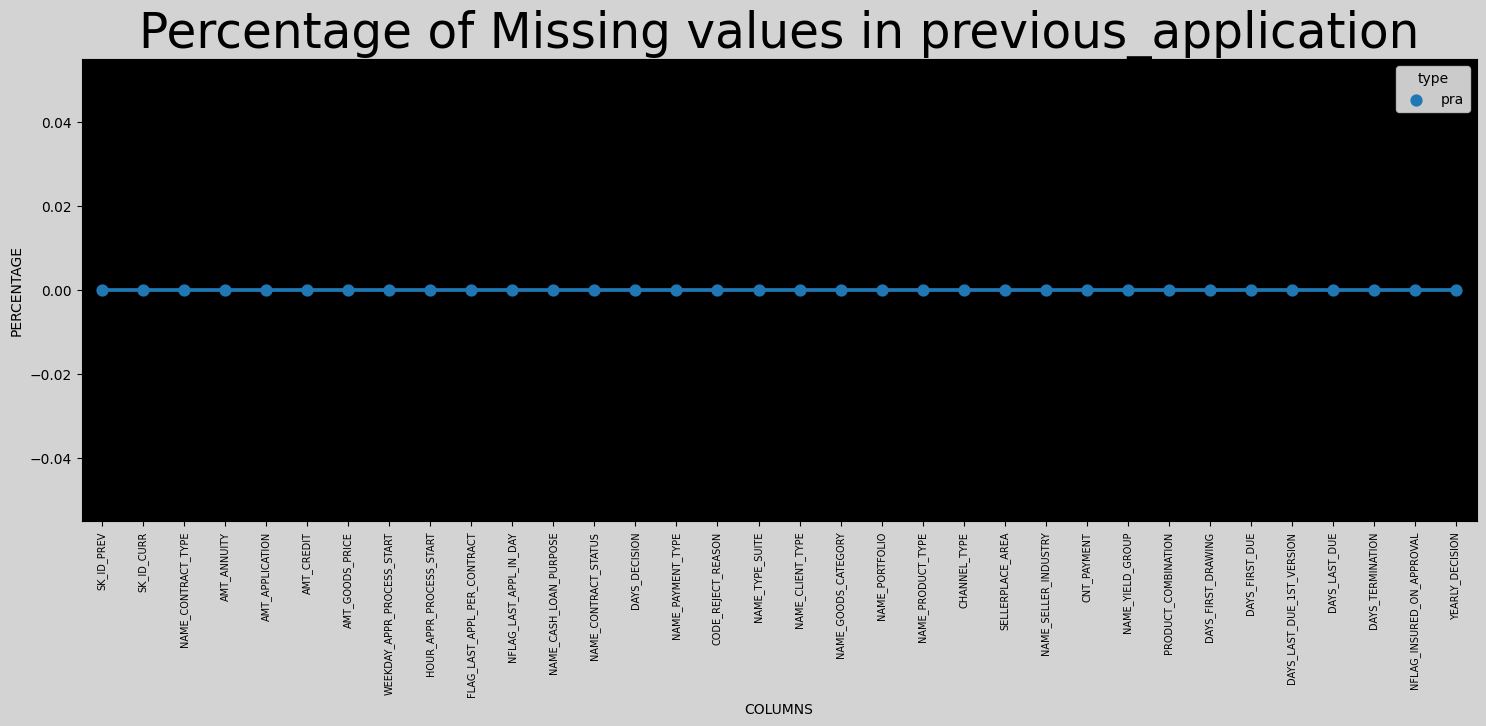 Percentage of Missing values in previous_application
type
pra
0.04
0.02
0.00
−0.02
−0.04
PERCENTAGE
SK_ID_PREV
SK_ID_CURR
NAME_CONTRACT_TYPE
AMT_ANNUITY
AMT_APPLICATION
AMT_CREDIT
AMT_GOODS_PRICE
WEEKDAY_APPR_PROCESS_START
HOUR_APPR_PROCESS_START
FLAG_LAST_APPL_PER_CONTRACT
NFLAG_LAST_APPL_IN_DAY
NAME_CASH_LOAN_PURPOSE
NAME_CONTRACT_STATUS
DAYS_DECISION
NAME_PAYMENT_TYPE
CODE_REJECT_REASON
NAME_TYPE_SUITE
NAME_CLIENT_TYPE
NAME_GOODS_CATEGORY
NAME_PORTFOLIO
NAME_PRODUCT_TYPE
CHANNEL_TYPE
SELLERPLACE_AREA
NAME_SELLER_INDUSTRY
CNT_PAYMENT
NAME_YIELD_GROUP
PRODUCT_COMBINATION
DAYS_FIRST_DRAWING
DAYS_FIRST_DUE
DAYS_LAST_DUE_1ST_VERSION
DAYS_LAST_DUE
DAYS_TERMINATION
NFLAG_INSURED_ON_APPROVAL
YEARLY_DECISION
COLUMNS